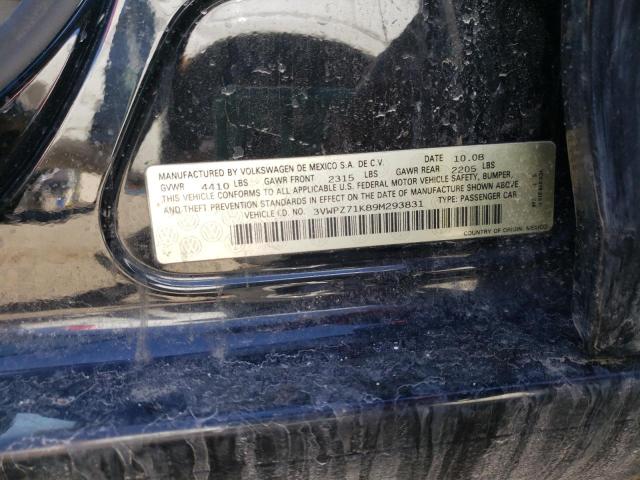 MANUFACTURED BY VOLKSWAGEN DE MEXICO S.A. DE C.V. DATE 10.08
GVWR 4410 LBS GAWR FRONT 2315 LBS GAWR REAR 2205 LBS
THIS VEHICLE CONFORMS TO ALL APPLICABLE U.S. FEDERAL MOTOR VEHICLE SAFETY, BUMPER,
AND THEFT PREVENTION STANDARDS IN EFFECT ON THE DATE OF MANUFACTURE SHOWN ABOVE
VEHICLE I.D. NO.: 3VWPZ71K89M293831 TYPE: PASSENGER CAR
COUNTRY OF ORIGIN: MEXICO